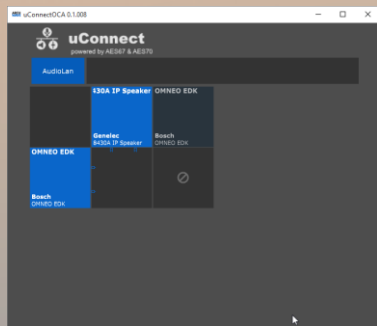 uConnectOCA 0.1.808
uConnect
powered by AES67 & AES70
AudioLan
430A IP Speaker
OMNEO EDK
Genelec
8430A IP Speaker
Bosch
OMNEO EDK
OMNEO EDK
Bosch
OMNEO EDK